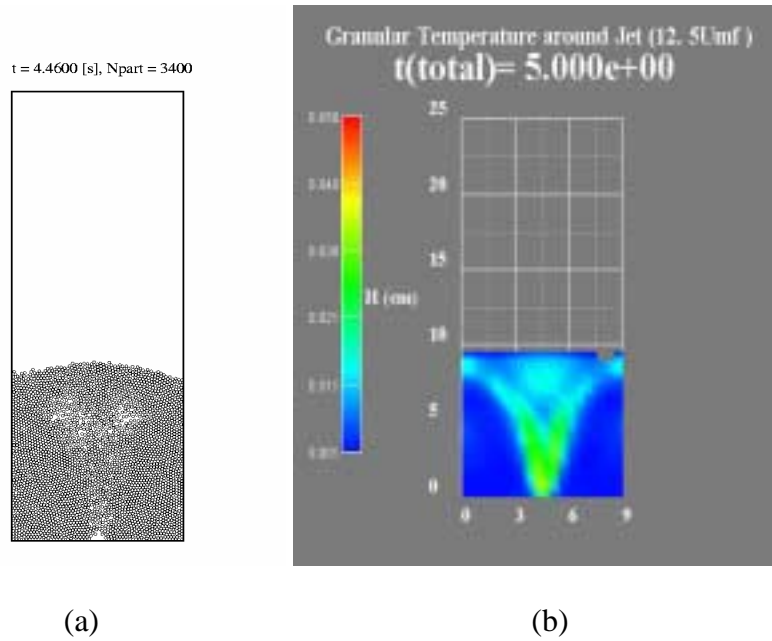 t = 4.4600 [s], Npart = 3400
Granular Temperature around Jet (12. 5Umf )
t(total)= 5.000e+00
25
20
15
10
5
0
H (cm)
0 3 6 9
(a)
(b)